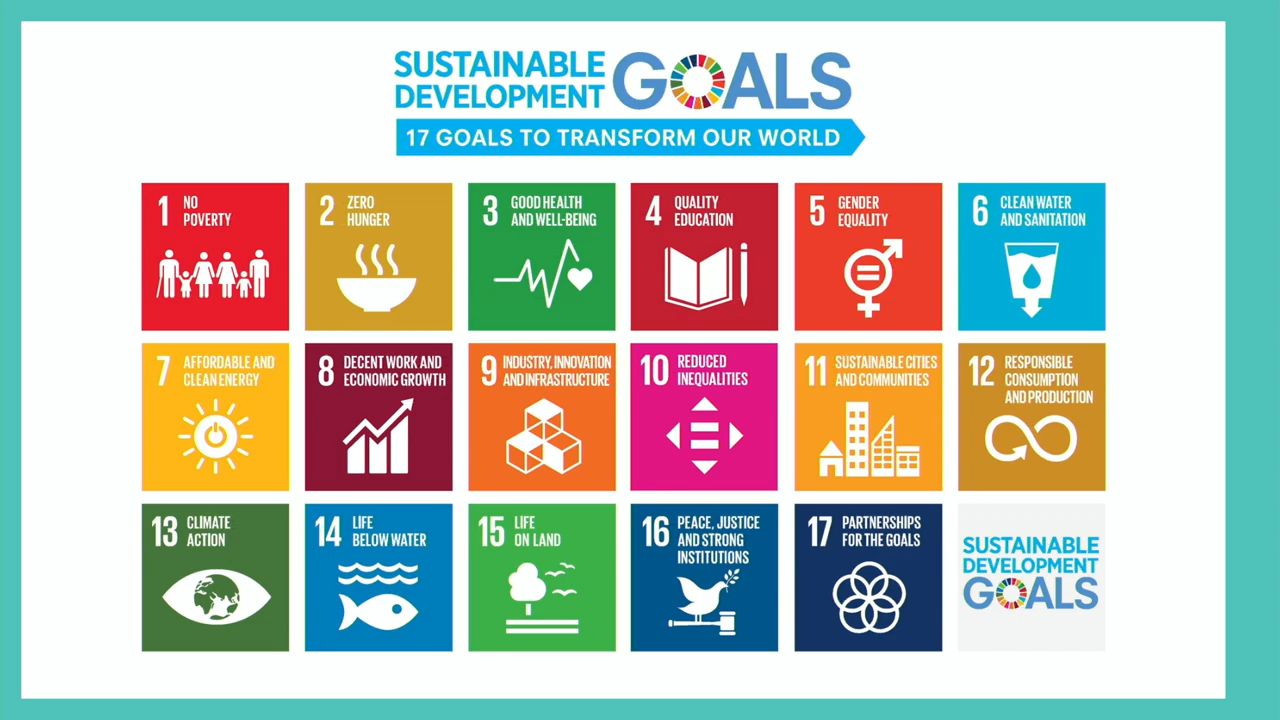 SUSTAINABLE
DEVELOPMENT
GOALS
17 GOALS TO TRANSFORM OUR WORLD
1 NO
POVERTY
2 ZERO
HUNGER
3 GOOD HEALTH
AND WELL-BEING
4 QUALITY
EDUCATION
5 GENDER
EQUALITY
6 CLEAN WATER
AND SANITATION
7 AFFORDABLE AND
CLEAN ENERGY
8 DECENT WORK AND
ECONOMIC GROWTH
9 INDUSTRY, INNOVATION
AND INFRASTRUCTURE
10 REDUCED
INEQUALITIES
11 SUSTAINABLE CITIES
AND COMMUNITIES
12 RESPONSIBLE
CONSUMPTION
AND PRODUCTION
13 CLIMATE
ACTION
14 LIFE
BELOW WATER
15 LIFE
ON LAND
16 PEACE, JUSTICE
AND STRONG
INSTITUTIONS
17 PARTNERSHIPS
FOR THE GOALS
SUSTAINABLE
DEVELOPMENT
GOALS